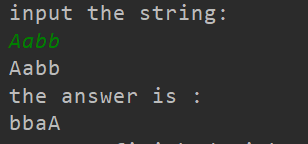 input the string:
Aabb
Aabb
the answer is :
bbaA